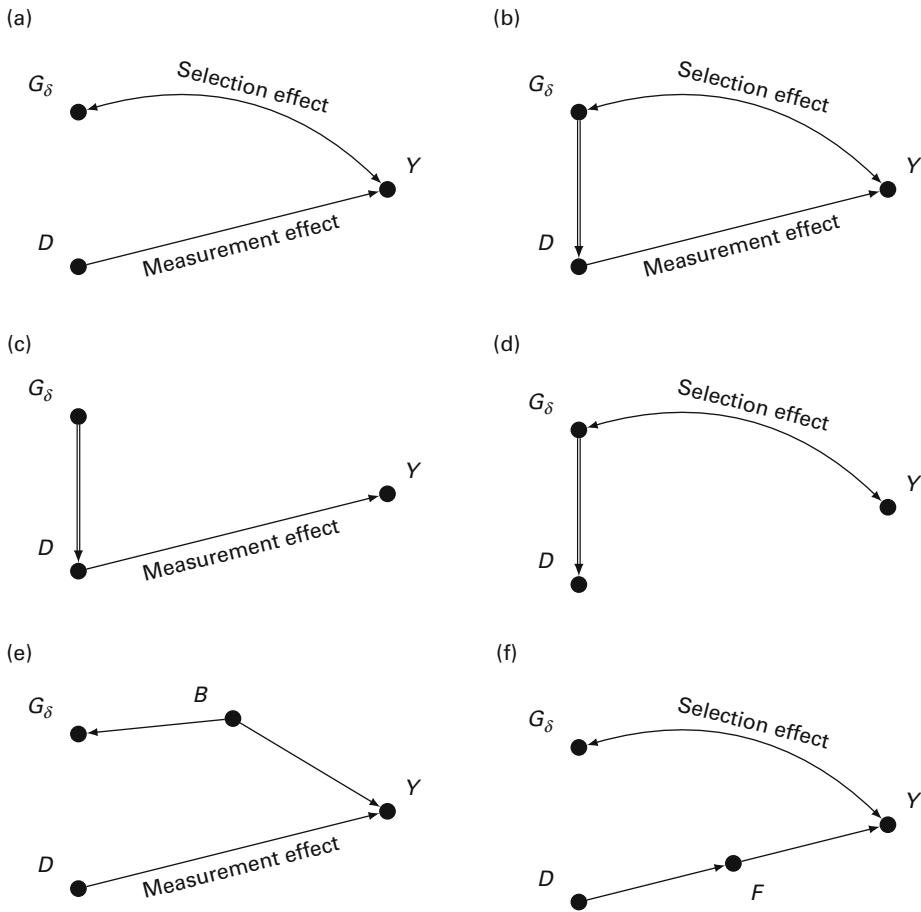 (a)
G_δ
Selection effect
Y
D
Measurement effect
(b)
G_δ
Selection effect
Y
D
Measurement effect
(c)
G_δ
Y
D
Measurement effect
(d)
G_δ
Selection effect
Y
D
(e)
B
G_δ
Y
D
Measurement effect
(f)
G_δ
Selection effect
Y
D
F